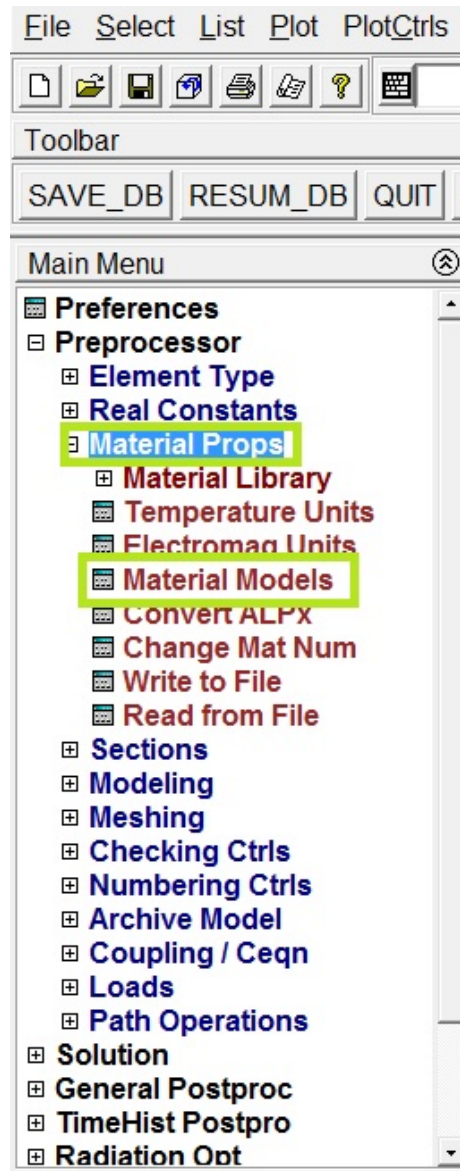 File Select List Plot PlotCtrls
Toolbar
SAVE_DB RESUM_DB QUIT
Main Menu
Preferences
Preprocessor
Element Type
Real Constants
Material Props
Material Library
Temperature Units
Electromag Units
Material Models
Convert ALPx
Change Mat Num
Write to File
Read from File
Sections
Modeling
Meshing
Checking Ctrls
Numbering Ctrls
Archive Model
Coupling / Ceqn
Loads
Path Operations
Solution
General Postproc
TimeHist Postpro
Radiation Opt